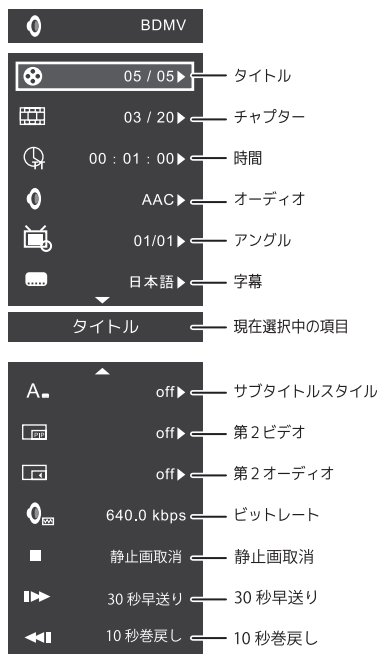 BDMV
05 / 05 タイトル
03 / 20 チャプター
00 : 01 : 00 時間
AAC オーディオ
01/01 アングル
日本語 字幕
タイトル 現在選択中の項目
A off サブタイトルスタイル
PIP off 第2ビデオ
off 第2オーディオ
640.0 kbps ビットレート
静止画取消 静止画取消
30 秒早送り 30 秒早送り
10 秒巻戻し 10 秒巻戻し